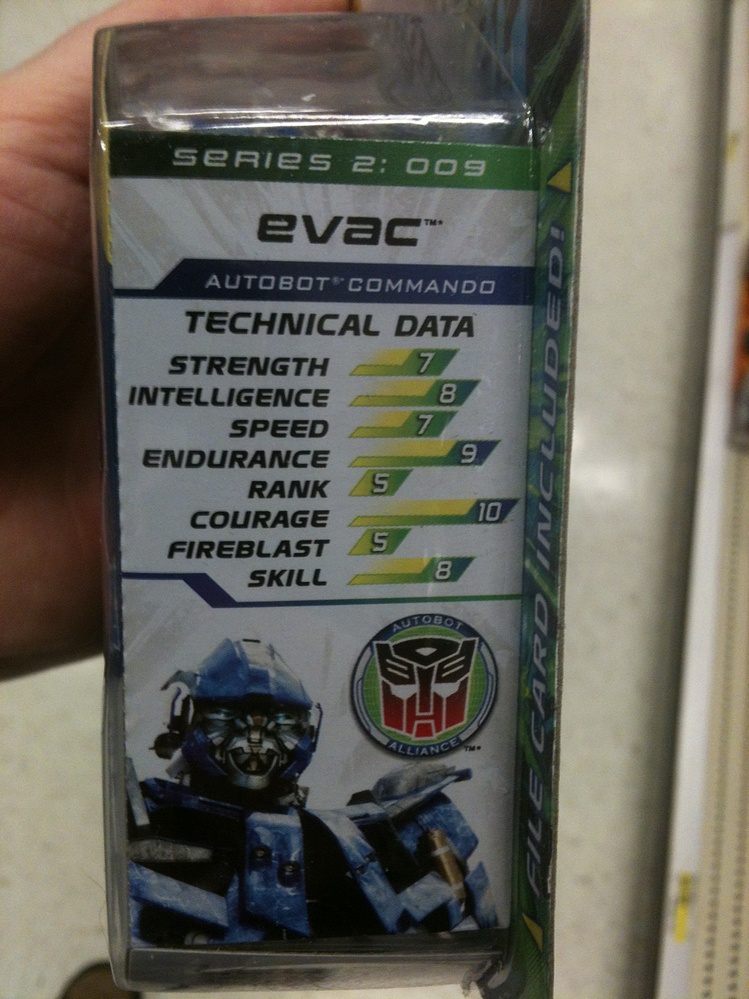 SERIES 2: 009
evac™*
AUTOBOT®* COMMANDO
TECHNICAL DATA
STRENGTH 7
INTELLIGENCE 8
SPEED 7
ENDURANCE 9
RANK 5
COURAGE 10
FIREBLAST 5
SKILL 8
AUTOBOT
ALLIANCE
™*
FILE CARD INCLUDED!